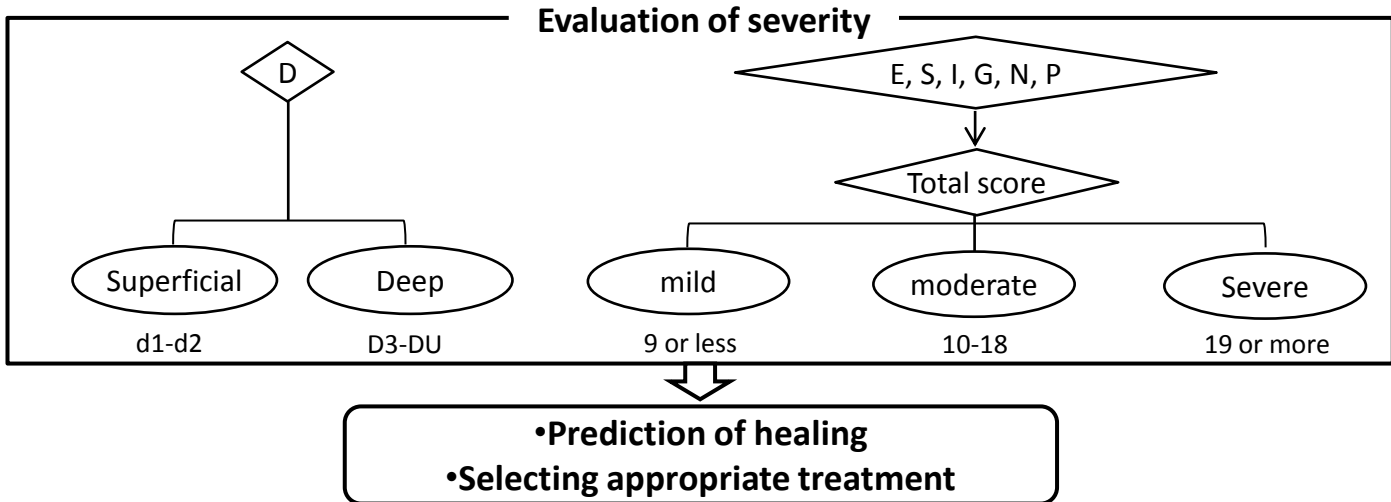 Evaluation of severity
D
E, S, I, G, N, P
Total score
Superficial
Deep
mild
moderate
Severe
d1-d2
D3-DU
9 or less
10-18
19 or more
•Prediction of healing
•Selecting appropriate treatment